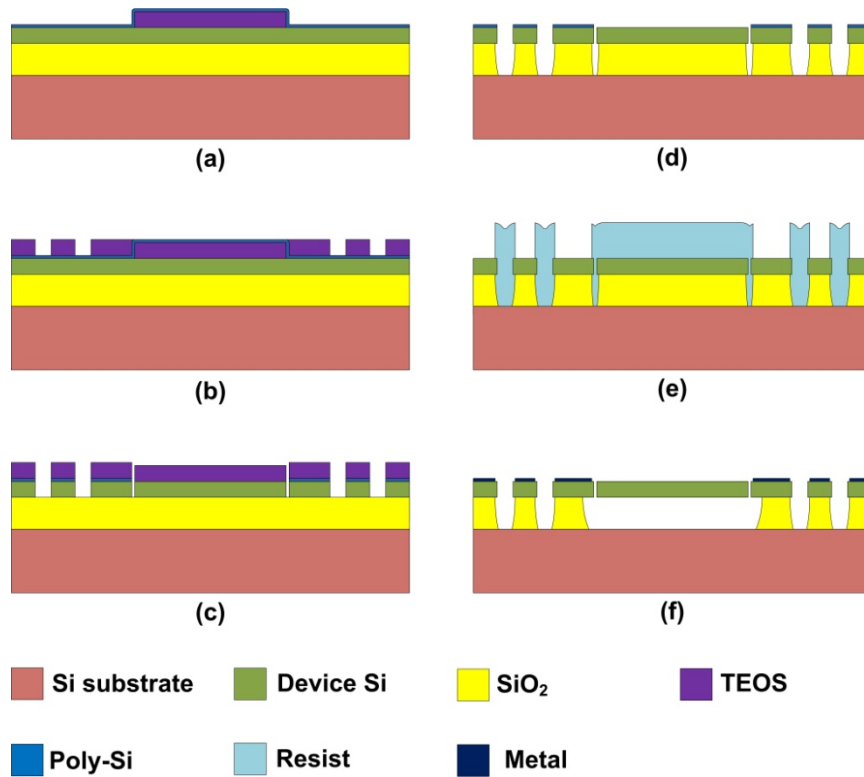 (a)
(d)
(b)
(e)
(c)
(f)
Si substrate
Device Si
SiO₂
TEOS
Poly-Si
Resist
Metal